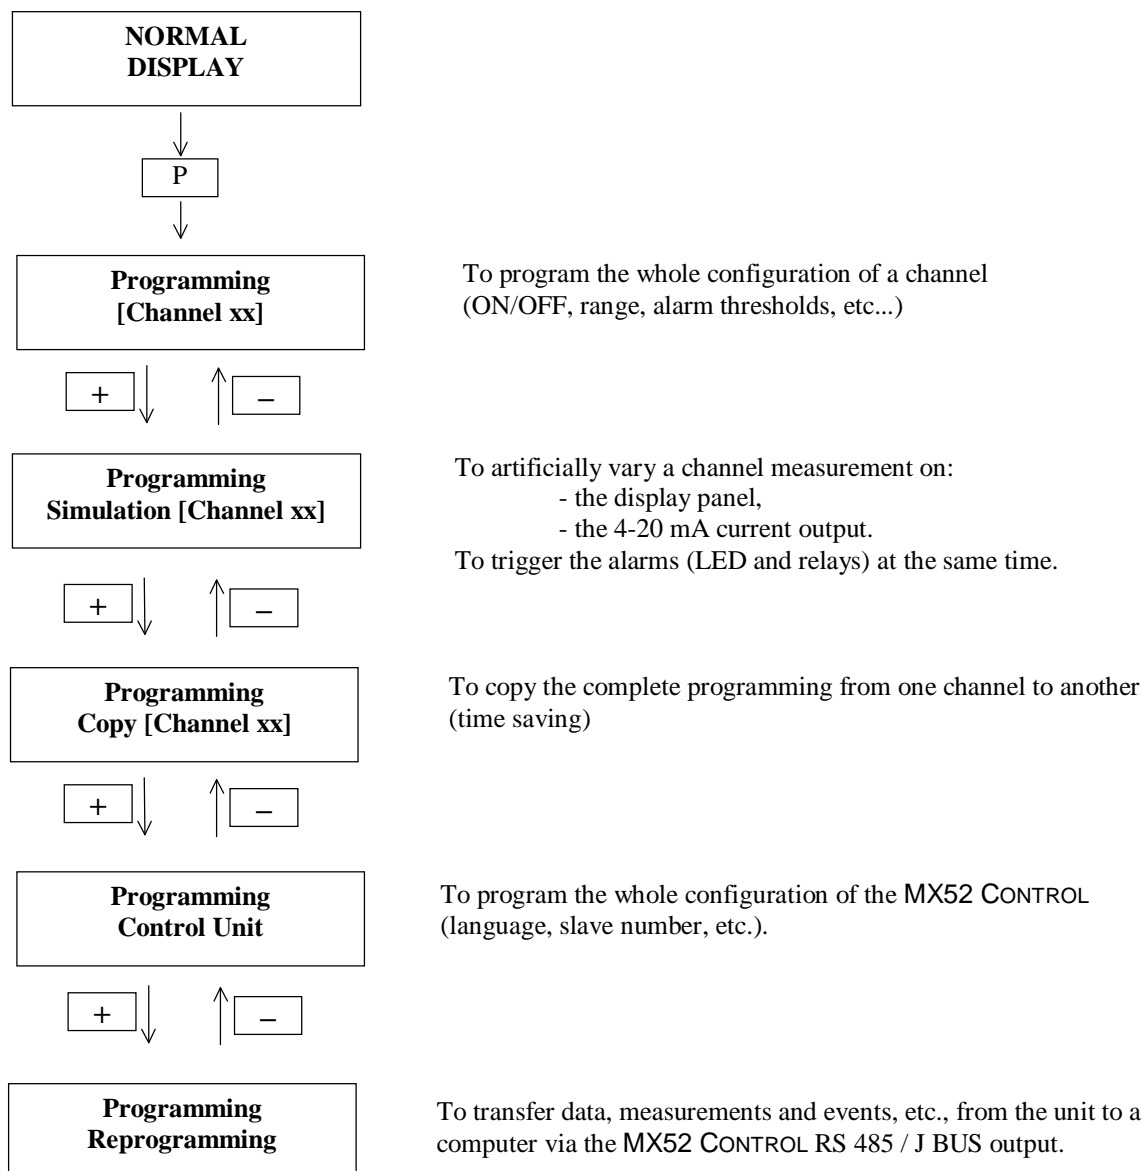 NORMAL
DISPLAY
P
Programming
[Channel xx]
To program the whole configuration of a channel
(ON/OFF, range, alarm thresholds, etc...)
+
–
Programming
Simulation [Channel xx]
To artificially vary a channel measurement on:
- the display panel,
- the 4-20 mA current output.
To trigger the alarms (LED and relays) at the same time.
+
–
Programming
Copy [Channel xx]
To copy the complete programming from one channel to another
(time saving)
+
–
Programming
Control Unit
To program the whole configuration of the MX52 CONTROL
(language, slave number, etc.).
+
–
Programming
Reprogramming
To transfer data, measurements and events, etc., from the unit to a
computer via the MX52 CONTROL RS 485 / J BUS output.